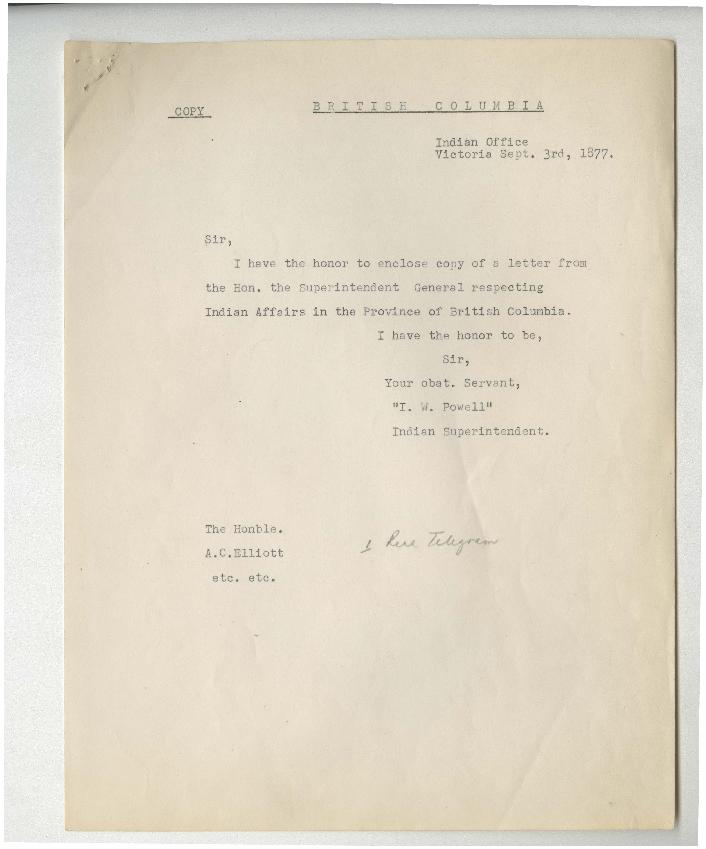 COPY
BRITISH COLUMBIA
Indian Office
Victoria Sept. 3rd, 1877.
Sir,
I have the honor to enclose copy of a letter from
the Hon. the Superintendent General respecting
Indian Affairs in the Province of British Columbia.
I have the honor to be,
Sir,
Your obat. Servant,
"I. W. Powell"
Indian Superintendent.
The Honble.
A.C.Elliott
etc. etc.
Telegram